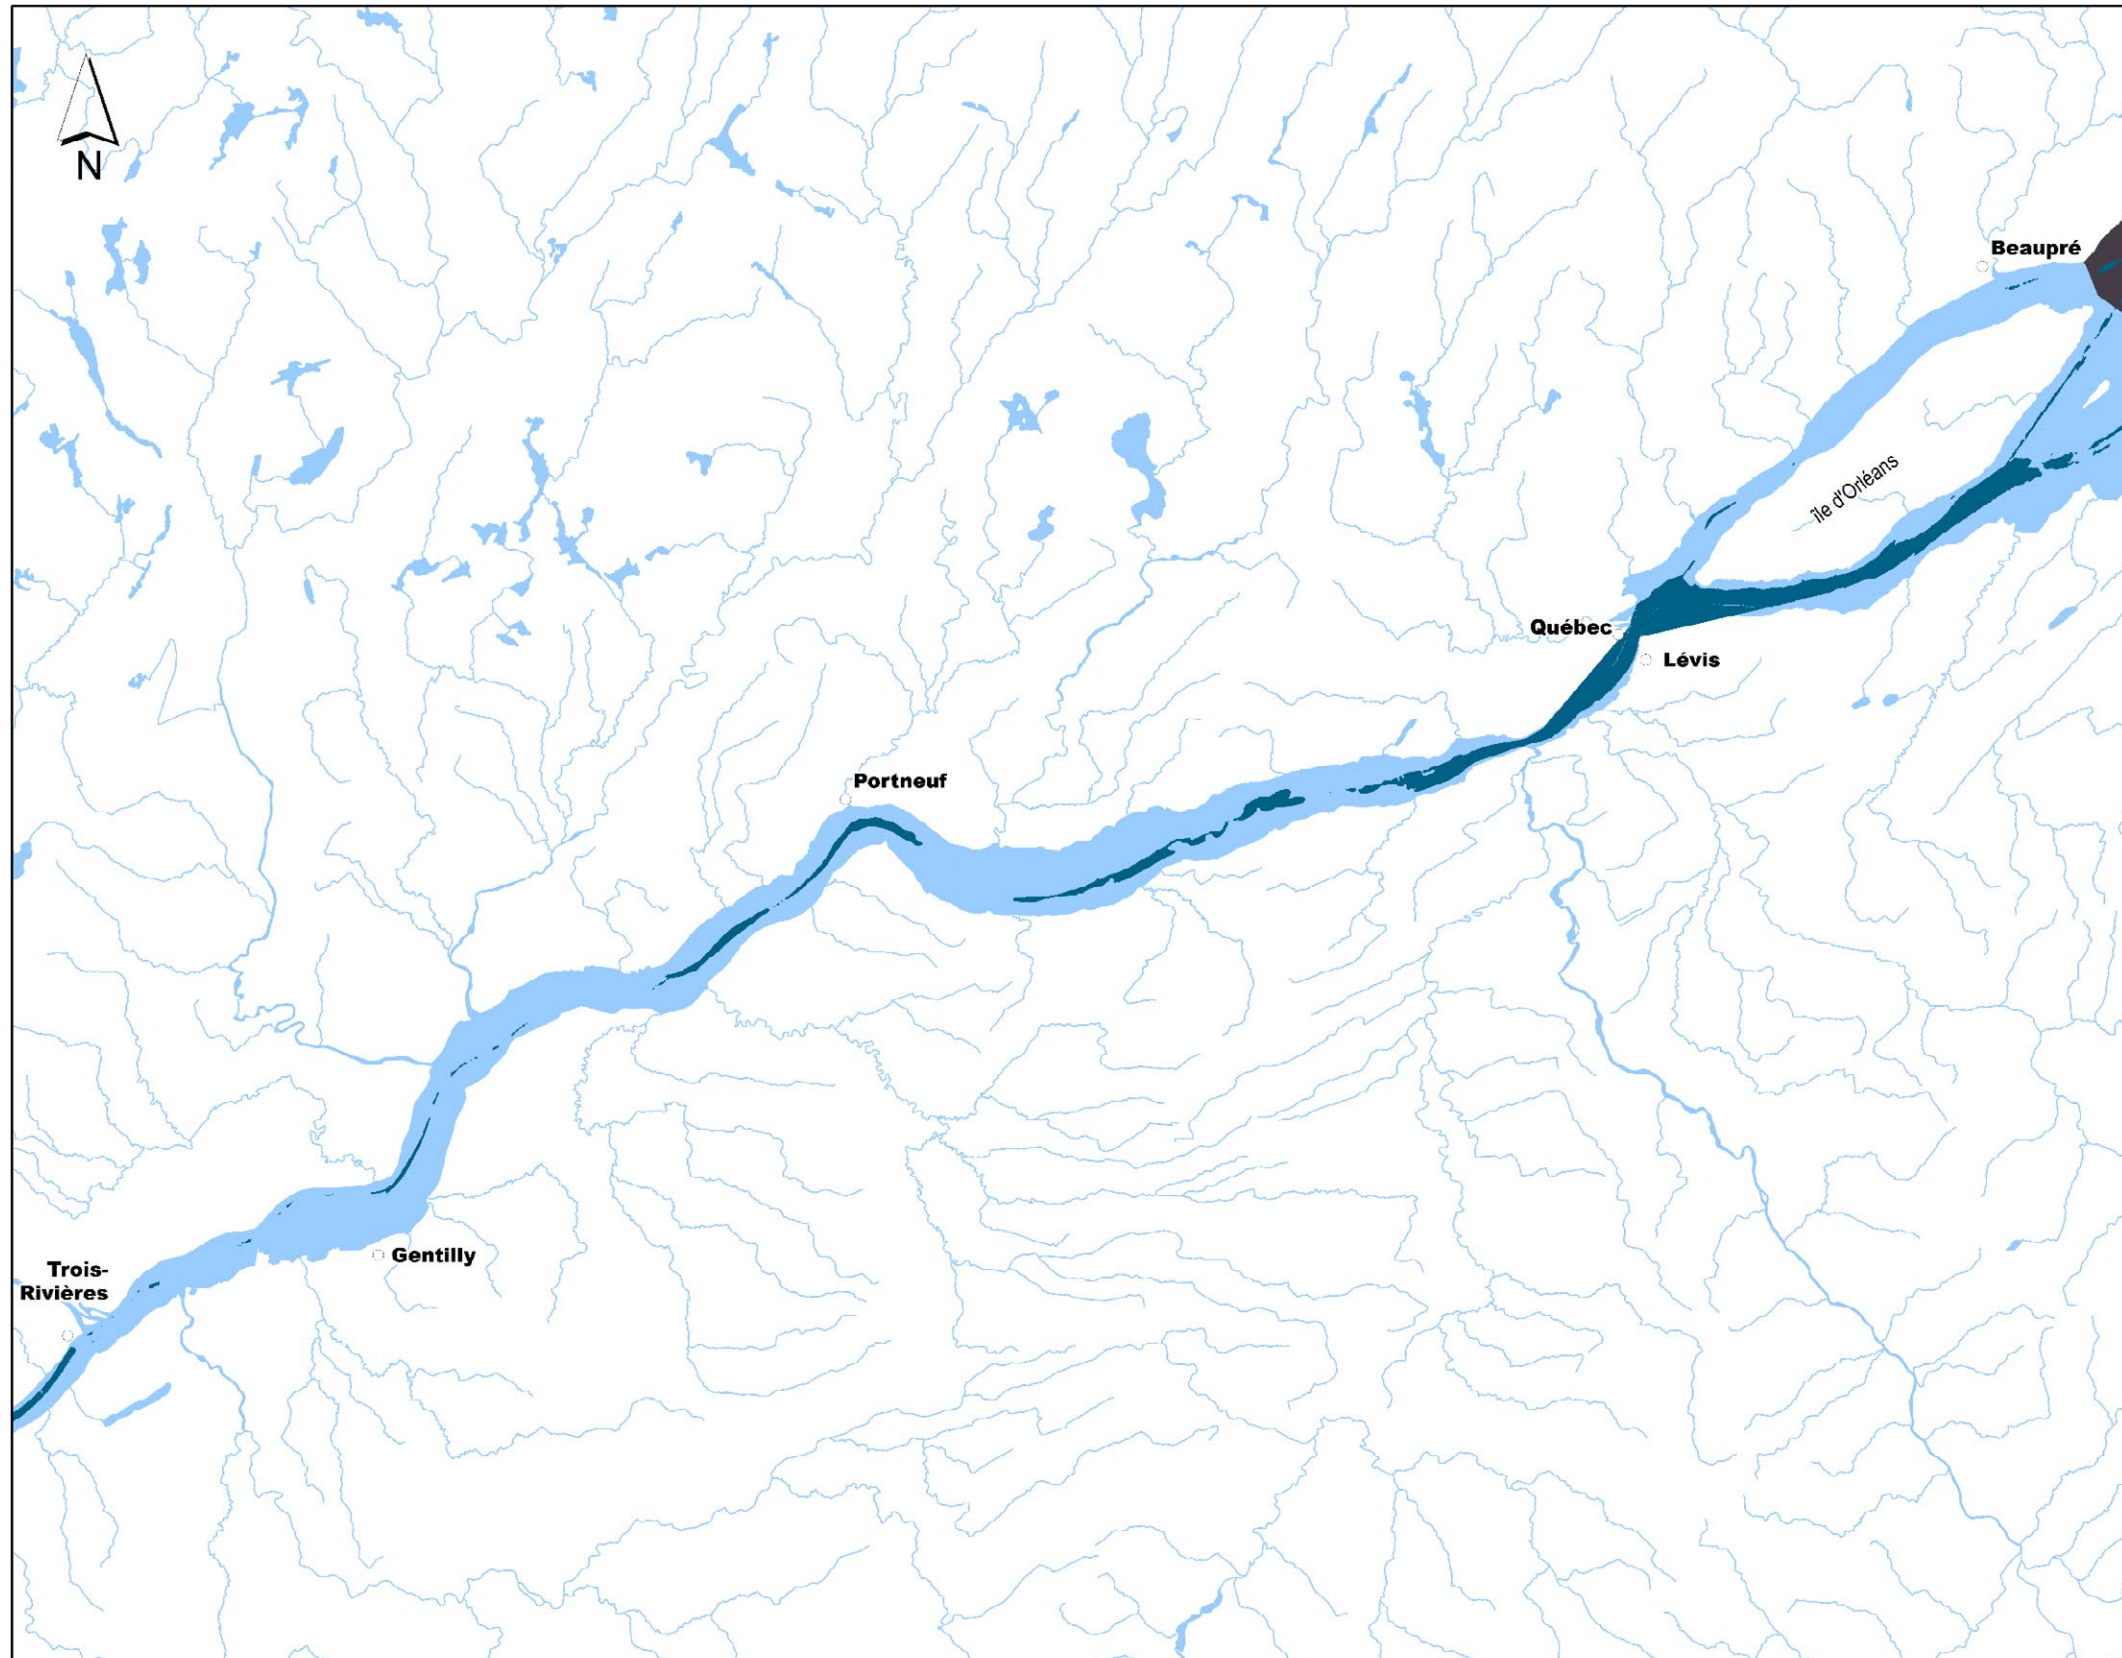 N
Beaupré
île d'Orléans
Québec
Lévis
Portneuf
Gentilly
Trois-
Rivières